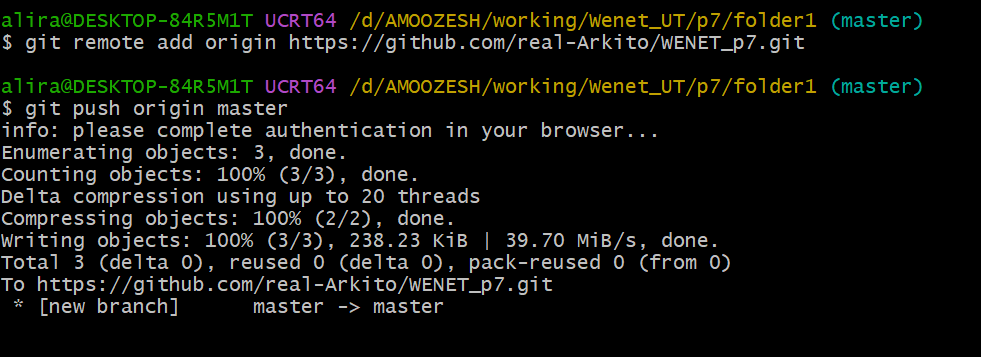 alira@DESKTOP-84R5M1T UCRT64 /d/AMOOZESH/working/Wenet_UT/p7/folder1 (master)
$ git remote add origin https://github.com/real-Arkito/WENET_p7.git
alira@DESKTOP-84R5M1T UCRT64 /d/AMOOZESH/working/Wenet_UT/p7/folder1 (master)
$ git push origin master
info: please complete authentication in your browser...
Enumerating objects: 3, done.
Counting objects: 100% (3/3), done.
Delta compression using up to 20 threads
Compressing objects: 100% (2/2), done.
Writing objects: 100% (3/3), 238.23 KiB | 39.70 MiB/s, done.
Total 3 (delta 0), reused 0 (delta 0), pack-reused 0 (from 0)
To https://github.com/real-Arkito/WENET_p7.git
 * [new branch]      master -> master